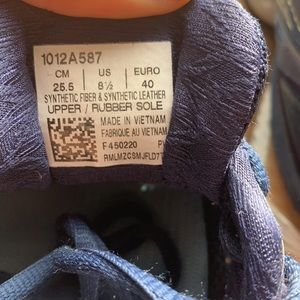 1012A587
CM US EURO
25.5 8½ 40
SYNTHETIC FIBER & SYNTHETIC LEATHER
UPPER / RUBBER SOLE
MADE IN VIETNAM
FABRIQUE AU VIETNAM
F450220